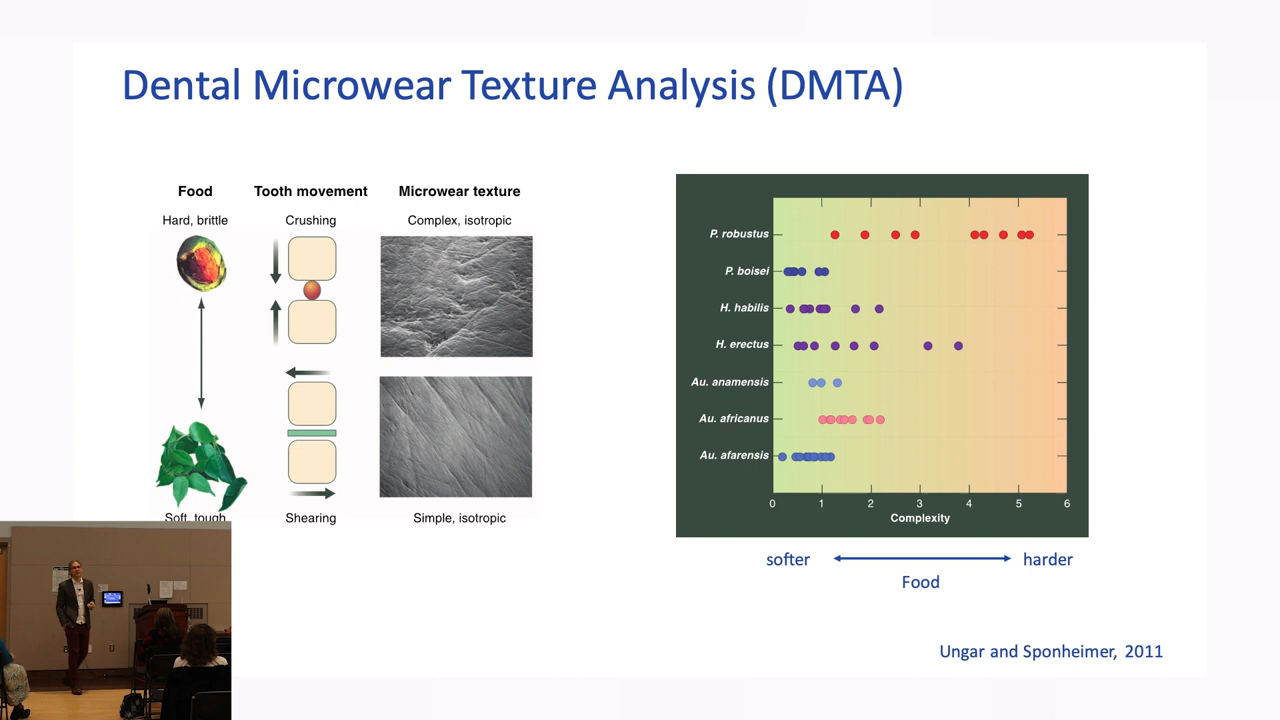 Dental Microwear Texture Analysis (DMTA)
Food Tooth movement Microwear texture
Hard, brittle Crushing Complex, isotropic
Soft, tough Shearing Simple, isotropic
P. robustus
P. boisei
H. habilis
H. erectus
Au. anamensis
Au. africanus
Au. afarensis
0 1 2 3 4 5 6
Complexity
softer harder
Food
Ungar and Sponheimer, 2011